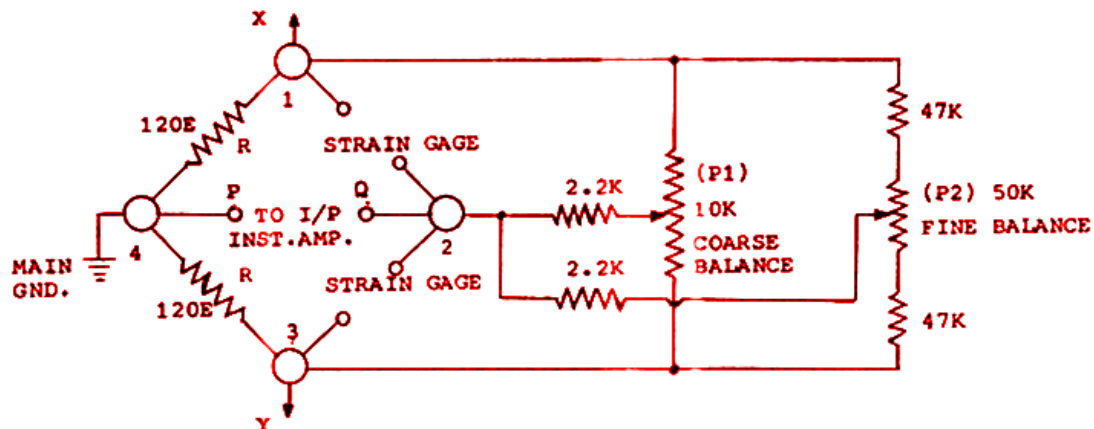 X
1
120E
R
STRAIN GAGE
47K
P
Q
TO I/P
INST.AMP.
2.2K
(P1)
10K
COARSE
BALANCE
(P2) 50K
FINE BALANCE
4
2
MAIN
GND.
R
120E
STRAIN GAGE
2.2K
3
47K
Y